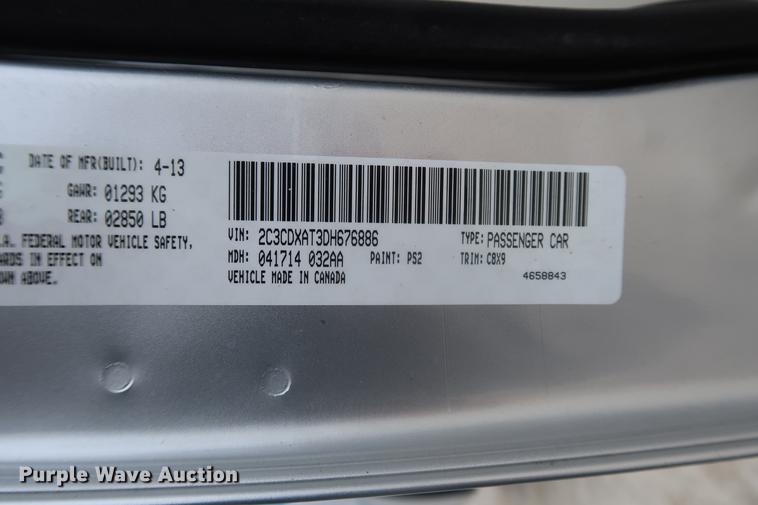 DATE OF MFR(BUILT): 4-13
GAWR: 01293 KG
REAR: 02850 LB
FEDERAL MOTOR VEHICLE SAFETY,
IN EFFECT ON
ABOVE.
VIN: 2C3CDXAT3DH676886 TYPE: PASSENGER CAR
MDH: 041714 032AA PAINT: PS2 TRIM: C8X9
VEHICLE MADE IN CANADA 4658843
Purple Wave Auction